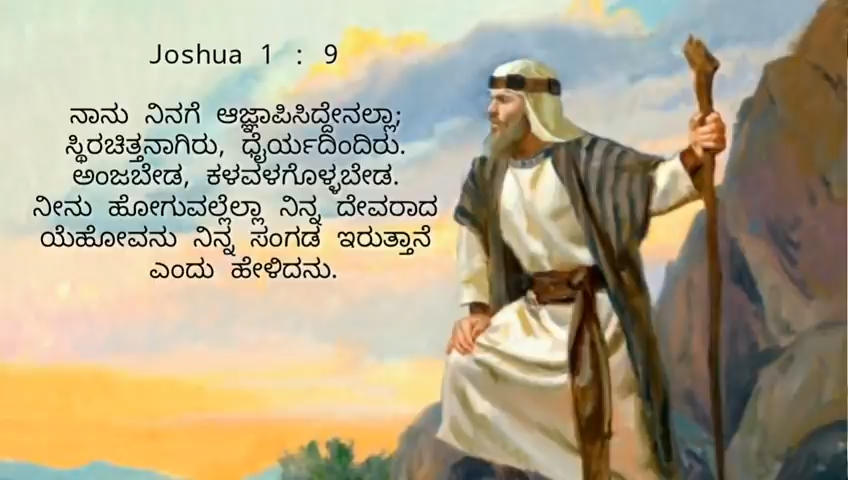 Joshua 1 : 9
ನಾನು ನಿನಗೆ ಆಜ್ಞಾಪಿಸಿದ್ದೇನಲ್ಲಾ;
ಸ್ಥಿರಚಿತ್ತನಾಗಿರು, ಧೈರ್ಯದಿಂದಿರು.
ಅಂಜಬೇಡ, ಕಳವಳಗೊಳ್ಳಬೇಡ.
ನೀನು ಹೋಗುವಲ್ಲೆಲ್ಲಾ ನಿನ್ನ ದೇವರಾದ
ಯೆಹೋವನು ನಿನ್ನ ಸಂಗಡ ಇರುತ್ತಾನೆ
ಎಂದು ಹೇಳಿದನು.